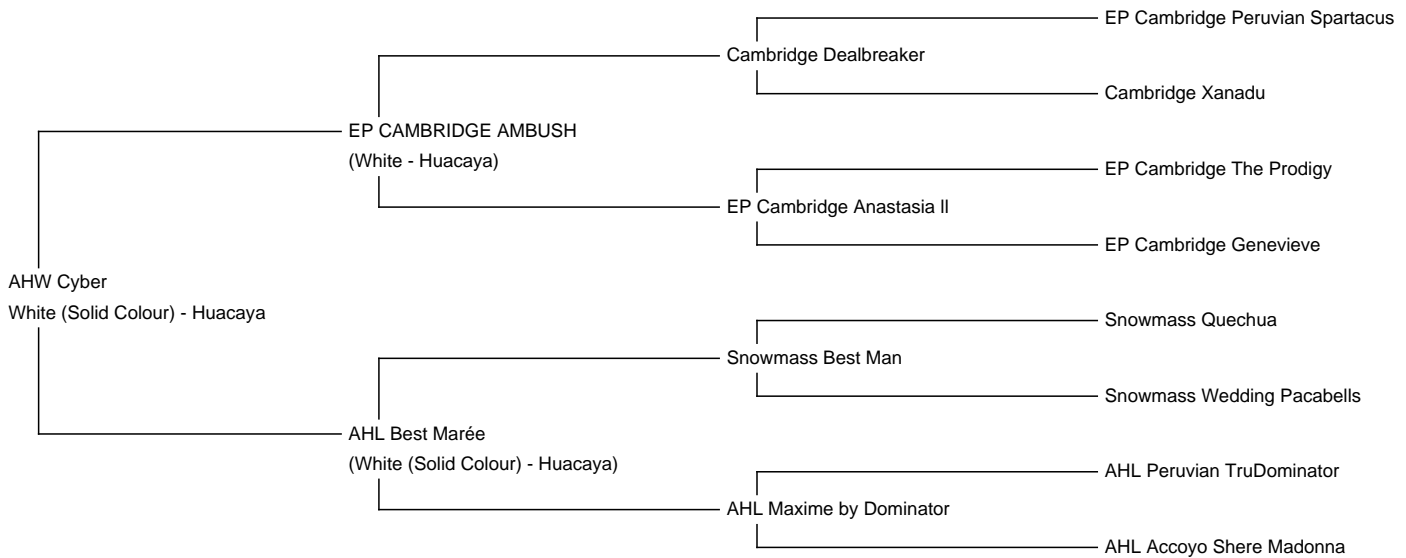 EP Cambridge Peruvian Spartacus
Cambridge Dealbreaker
Cambridge Xanadu
EP CAMBRIDGE AMBUSH
(White - Huacaya)
EP Cambridge The Prodigy
EP Cambridge Anastasia ll
EP Cambridge Genevieve
AHW Cyber
White (Solid Colour) - Huacaya
Snowmass Quechua
Snowmass Best Man
Snowmass Wedding Pacabells
AHL Best Marée
(White (Solid Colour) - Huacaya)
AHL Peruvian TruDominator
AHL Maxime by Dominator
AHL Accoyo Shere Madonna